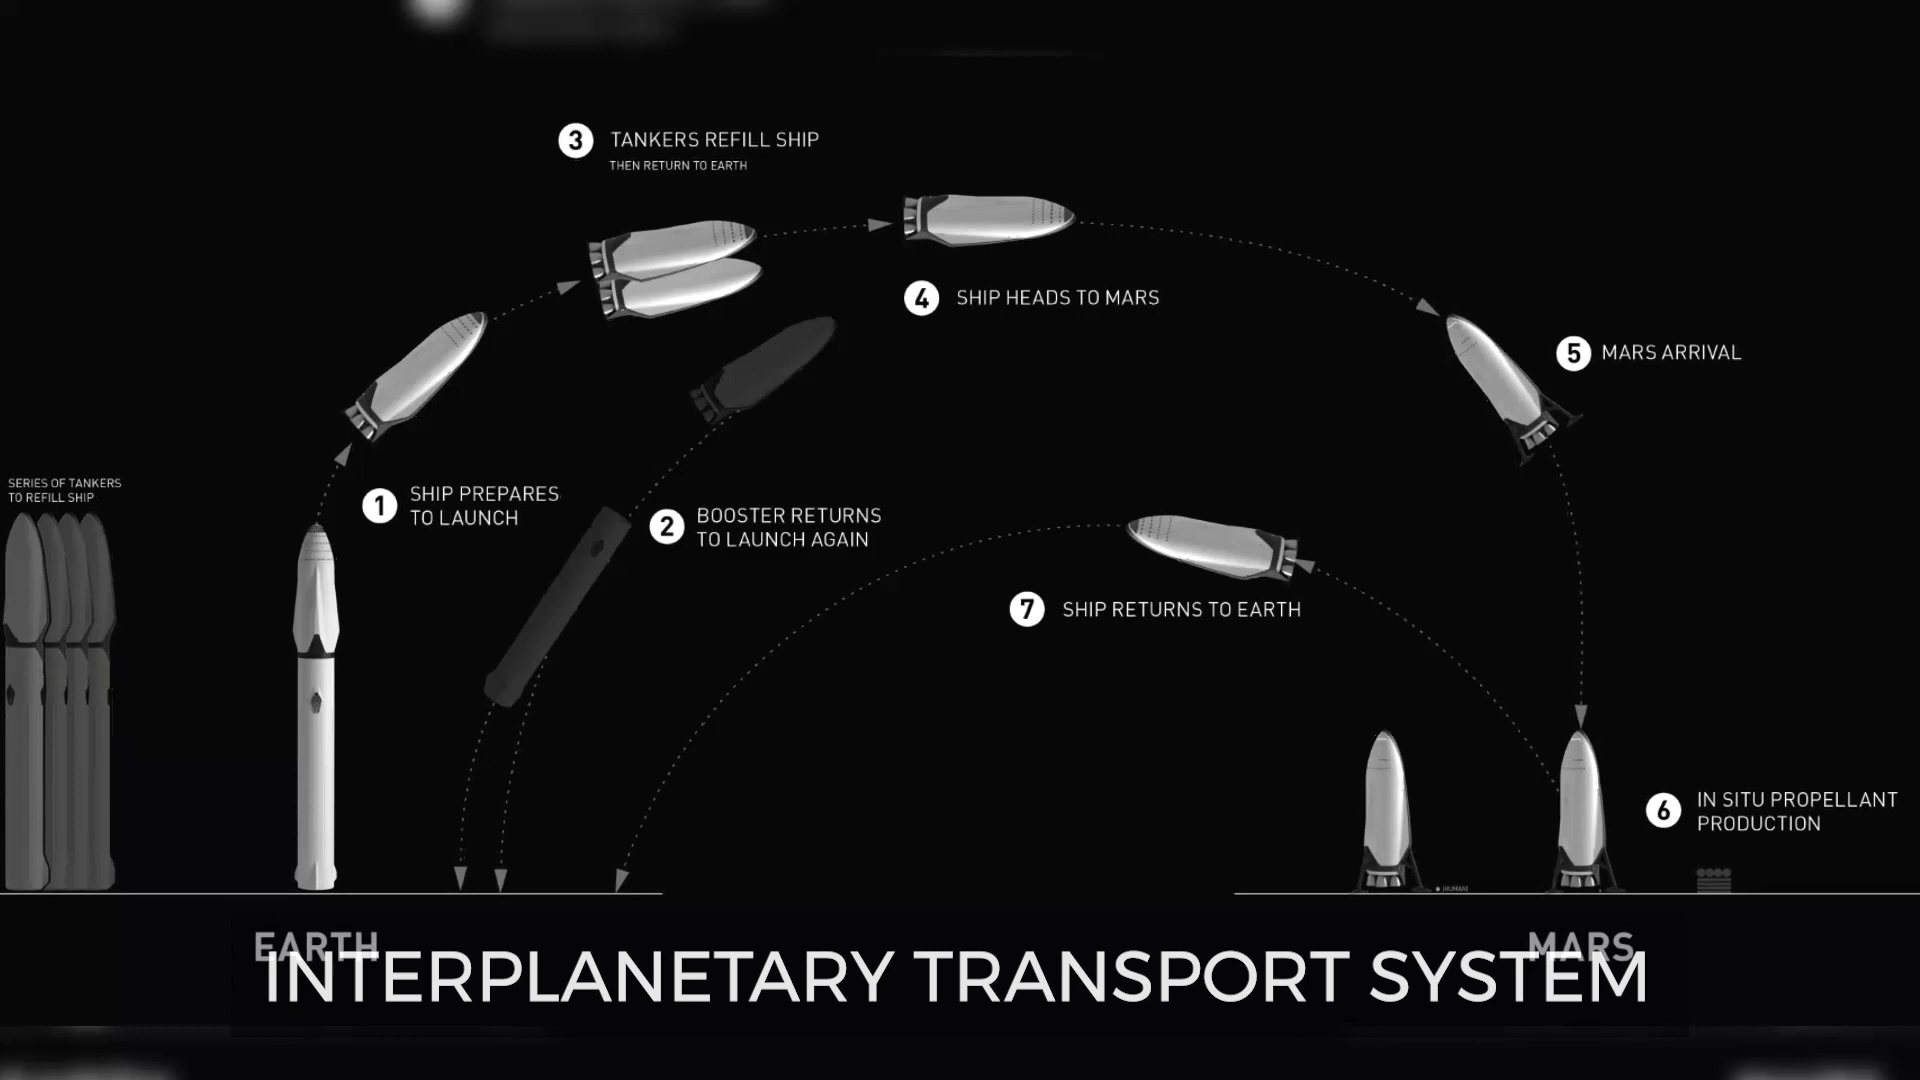 3 TANKERS REFILL SHIP
THEN RETURN TO EARTH
4 SHIP HEADS TO MARS
5 MARS ARRIVAL
SERIES OF TANKERS
TO REFILL SHIP
1 SHIP PREPARES
TO LAUNCH
2 BOOSTER RETURNS
TO LAUNCH AGAIN
7 SHIP RETURNS TO EARTH
6 IN SITU PROPELLANT
PRODUCTION
EARTH
MARS
INTERPLANETARY TRANSPORT SYSTEM